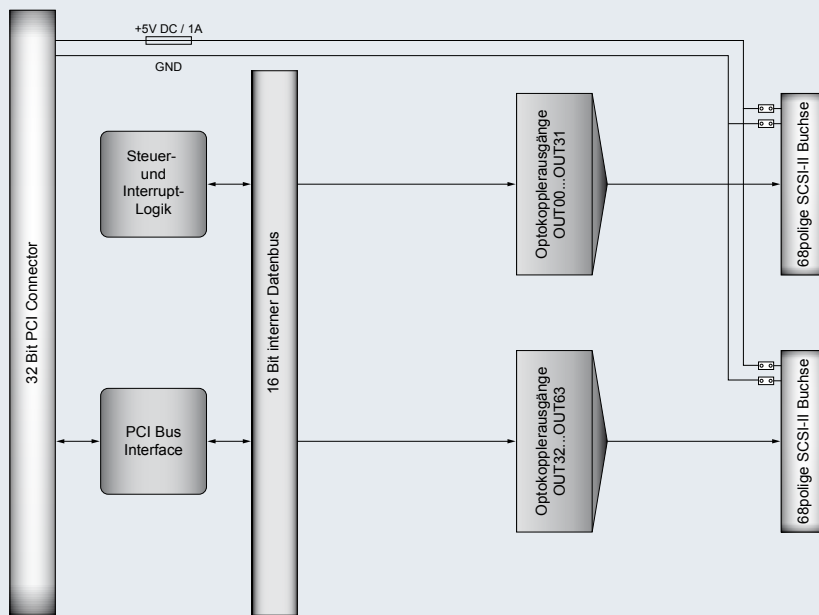 +5V DC / 1A
GND
32 Bit PCI Connector
Steuer-
und
Interrupt-
Logik
PCI Bus
Interface
16 Bit interner Datenbus
Optokopplerausgänge
OUT00...OUT31
68polige SCSI-II Buchse
Optokopplerausgänge
OUT32...OUT63
68polige SCSI-II Buchse